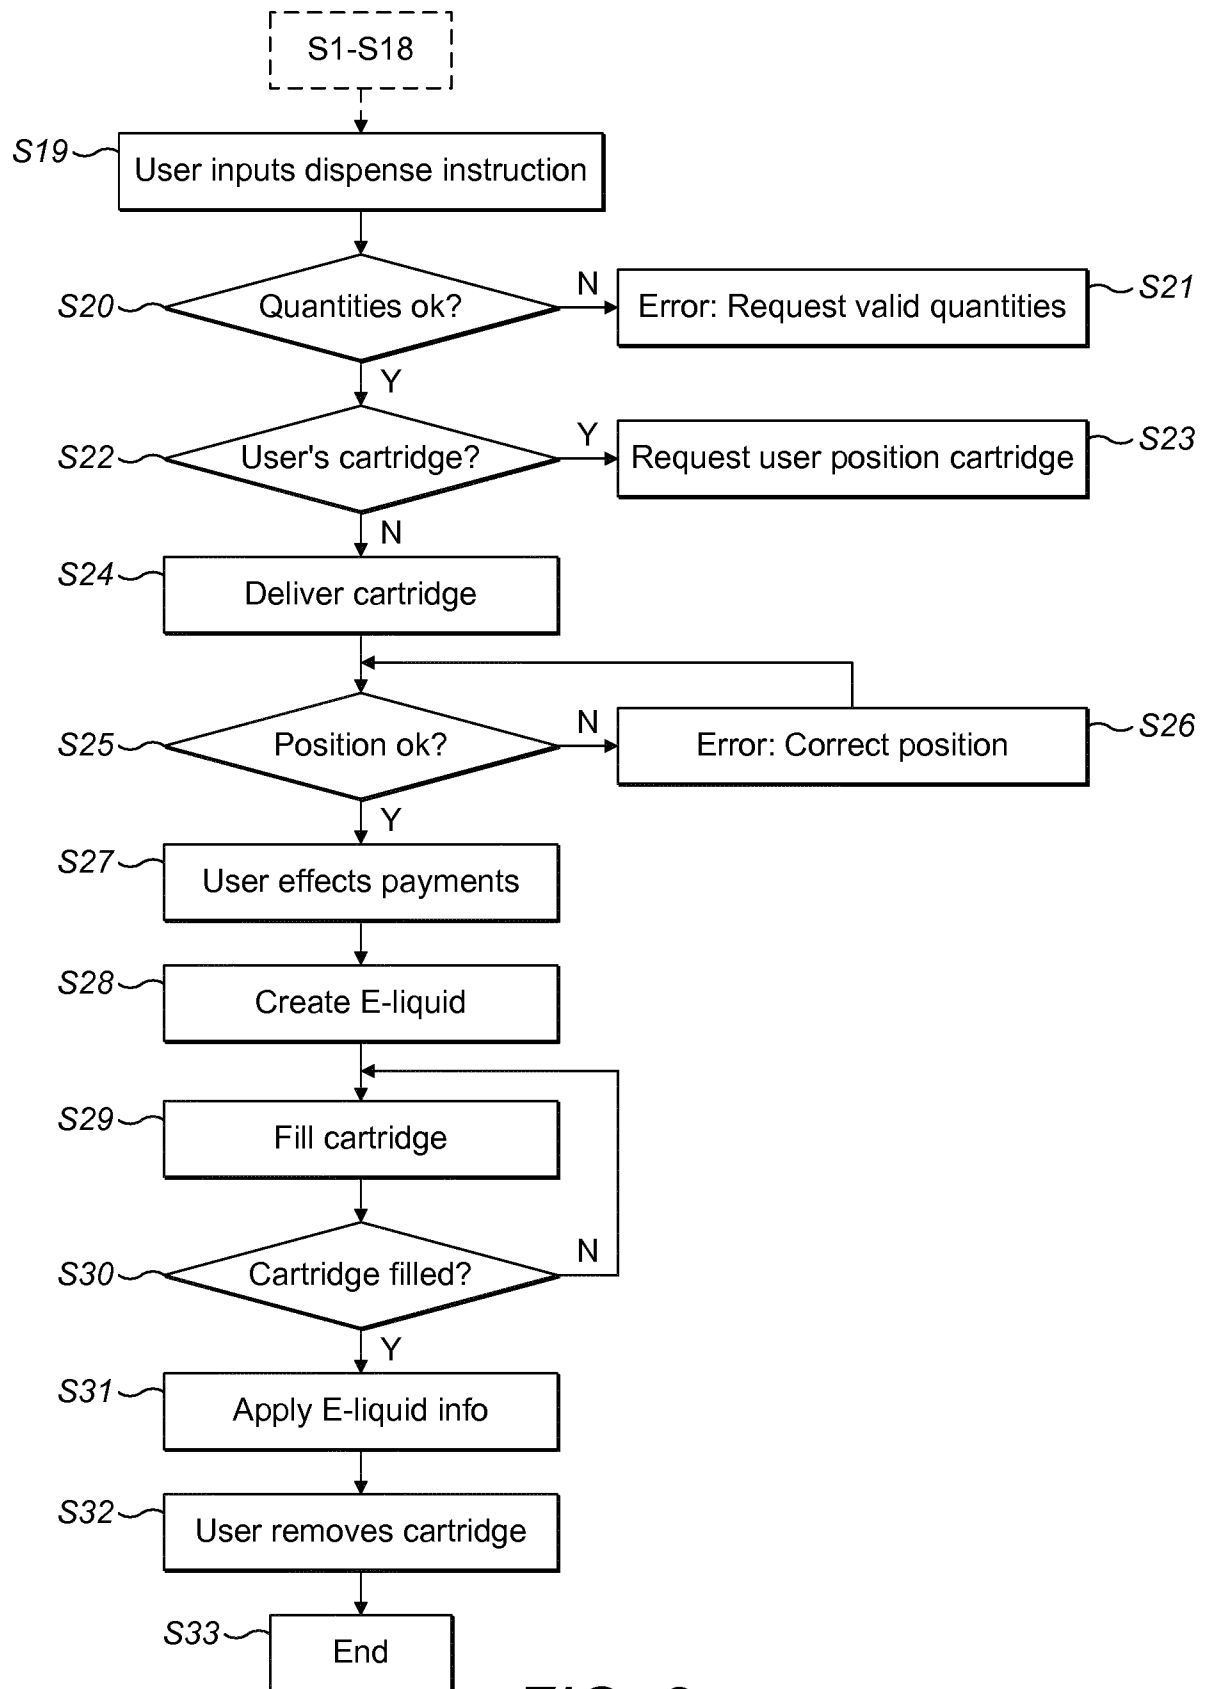 S1-S18
S19
User inputs dispense instruction
S20
Quantities ok?
N
Error: Request valid quantities
S21
Y
S22
User's cartridge?
Y
Request user position cartridge
S23
N
S24
Deliver cartridge
S25
Position ok?
N
Error: Correct position
S26
Y
S27
User effects payments
S28
Create E-liquid
S29
Fill cartridge
S30
Cartridge filled?
N
Y
S31
Apply E-liquid info
S32
User removes cartridge
S33
End